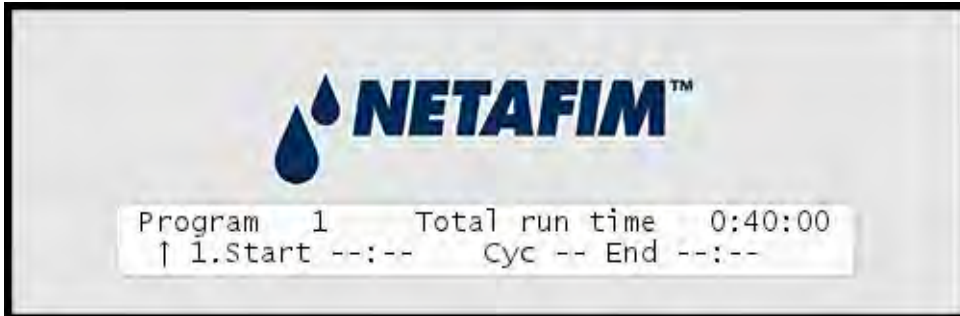 NETAFIM™
Program 1 Total run time 0:40:00
↑ 1.Start --:-- Cyc -- End --:--